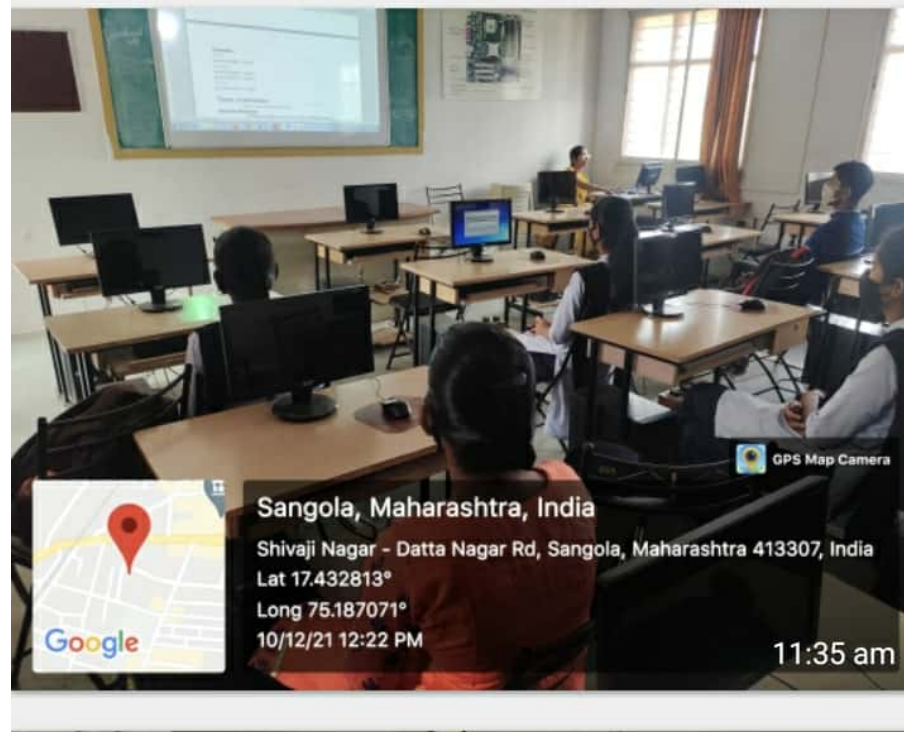 GPS Map Camera
Sangola, Maharashtra, India
Shivaji Nagar - Datta Nagar Rd, Sangola, Maharashtra 413307, India
Lat 17.432813°
Long 75.187071°
10/12/21 12:22 PM
Google
11:35 am